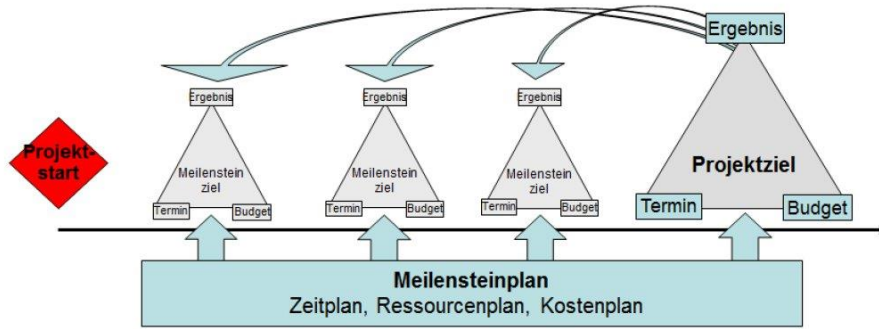 Ergebnis
Ergebnis
Ergebnis
Ergebnis
Projekt-
start
Meilenstein
ziel
Meilenstein
ziel
Meilenstein
ziel
Projektziel
Termin
Budget
Termin
Budget
Termin
Budget
Termin
Budget
Meilensteinplan
Zeitplan, Ressourcenplan, Kostenplan